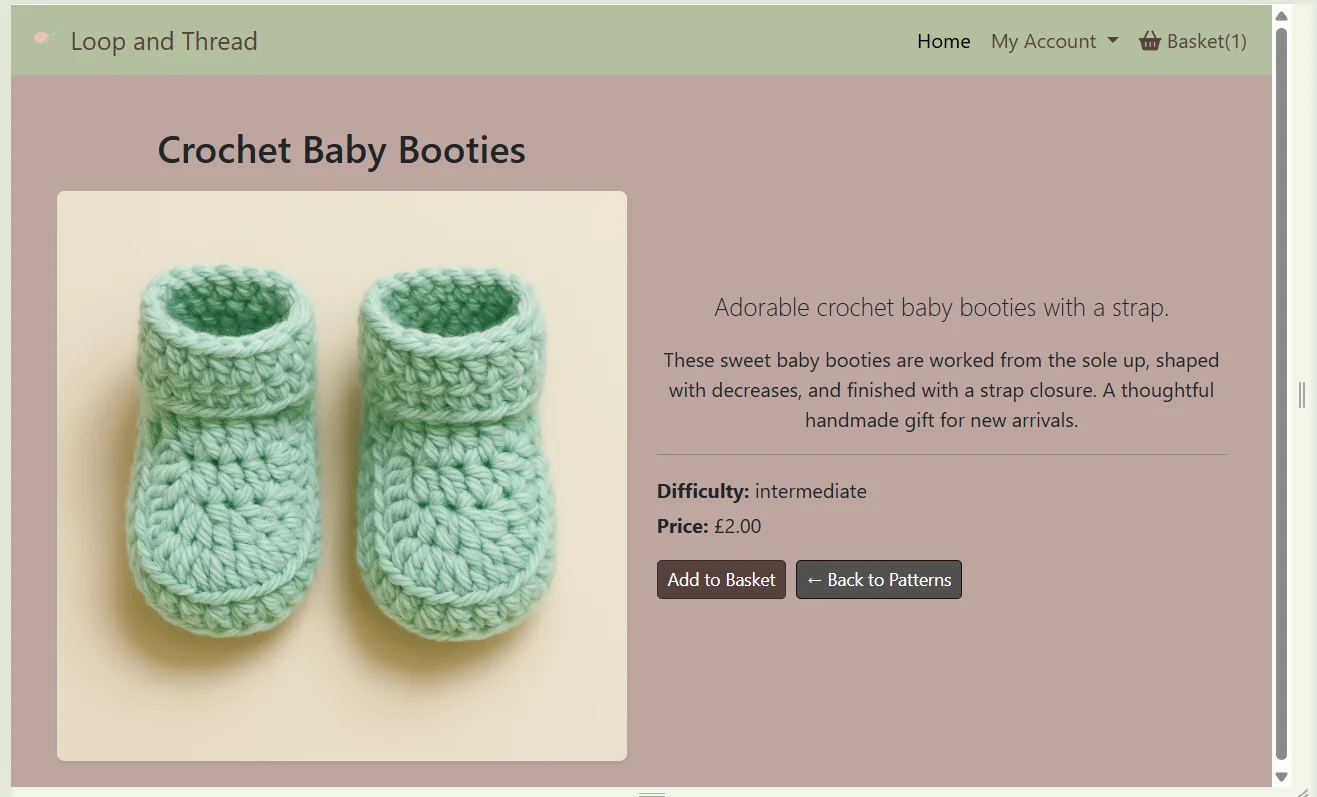 Loop and Thread
Home My Account Basket(1)
Crochet Baby Booties
Adorable crochet baby booties with a strap.
These sweet baby booties are worked from the sole up, shaped
with decreases, and finished with a strap closure. A thoughtful
handmade gift for new arrivals.
Difficulty: intermediate
Price: £2.00
Add to Basket
← Back to Patterns